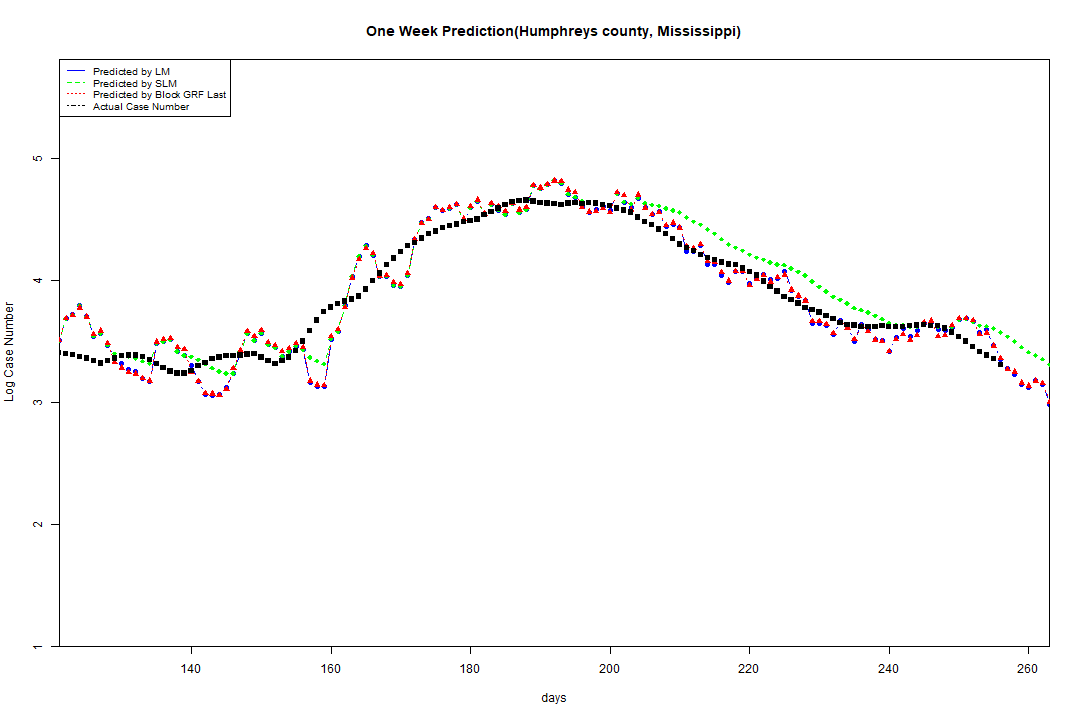 One Week Prediction(Humphreys county, Mississippi)
Predicted by LM
Predicted by SLM
Predicted by Block GRF Last
Actual Case Number
5
4
3
2
1
Log Case Number
140 160 180 200 220 240 260
days